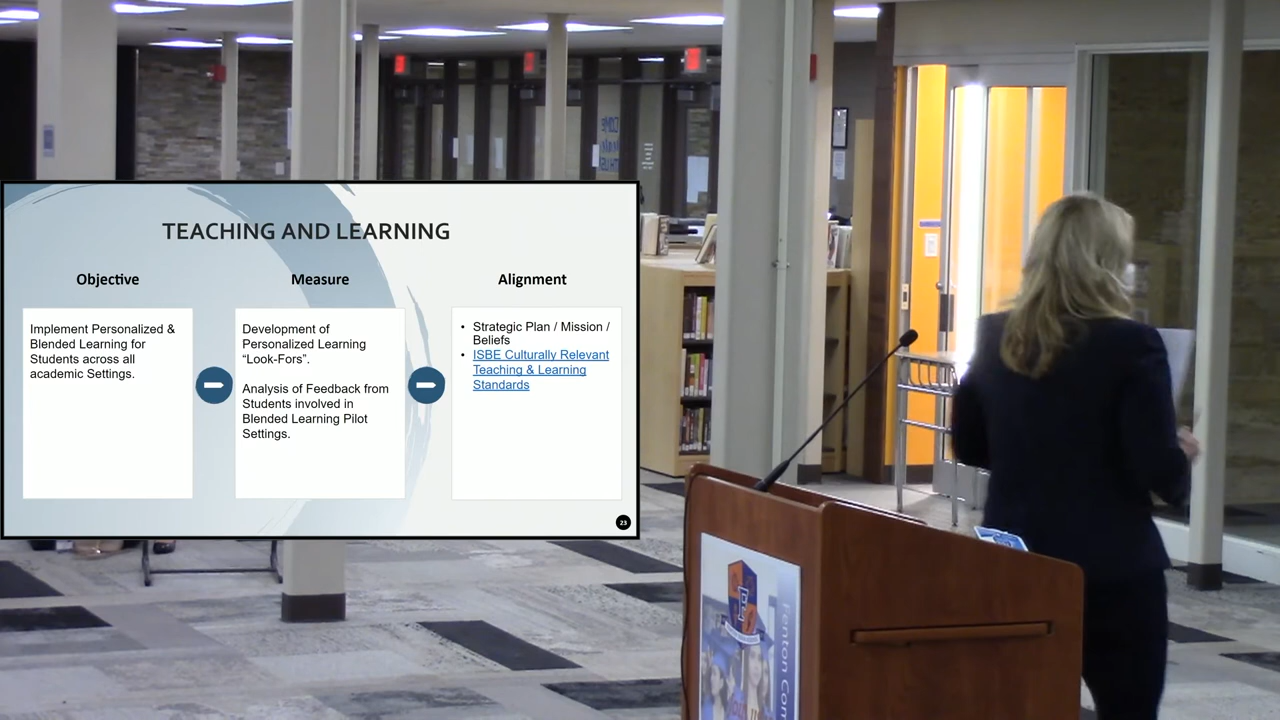 TEACHING AND LEARNING
Objective
Measure
Alignment
Implement Personalized &
Blended Learning for
Students across all
academic Settings.
Development of
Personalized Learning
“Look-Fors”.
Analysis of Feedback from
Students involved in
Blended Learning Pilot
Settings.
• Strategic Plan / Mission /
Beliefs
• ISBE Culturally Relevant
Teaching & Learning
Standards
23
Fenton Com